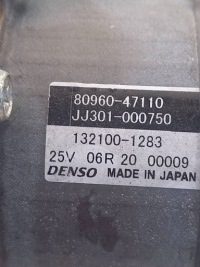 80960-47110
JJ301-000750
132100-1283
25V 06R 20 00009
DENSO MADE IN JAPAN